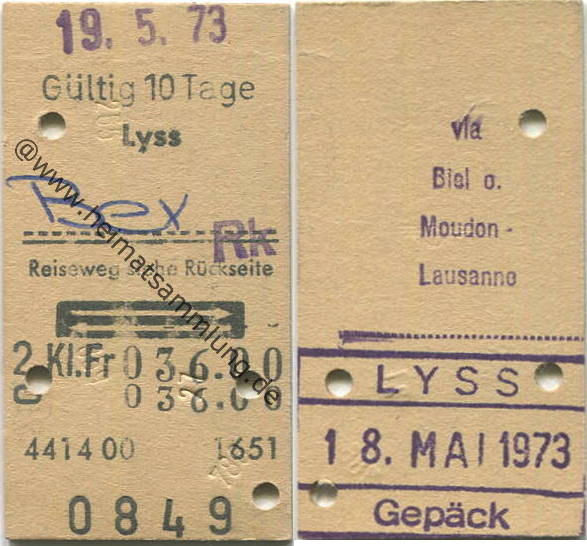 19. 5. 73
Gültig 10 Tage
Lyss
Bex
Rk
Reiseweg siehe Rückseite
2 Kl. Fr 036.00
036.00
441400 1651
0849
@www.heimatsammlung.de
via
Biel o.
Moudon -
Lausanne
LYSS
18. MAI 1973
Gepäck